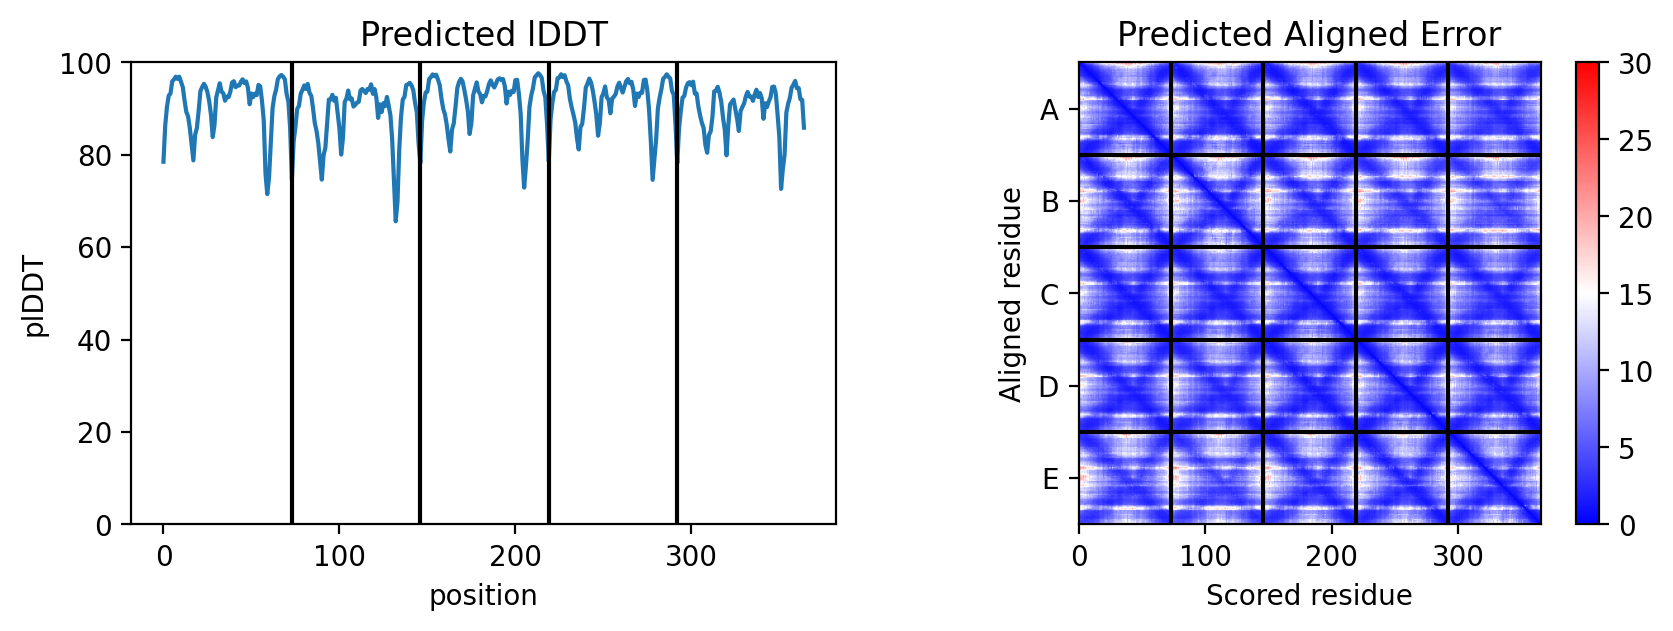 Predicted lDDT
100
80
60
40
20
0
plDDT
0 100 200 300
position
Predicted Aligned Error
A
B
C
D
E
Aligned residue
0 100 200 300
Scored residue
30
25
20
15
10
5
0